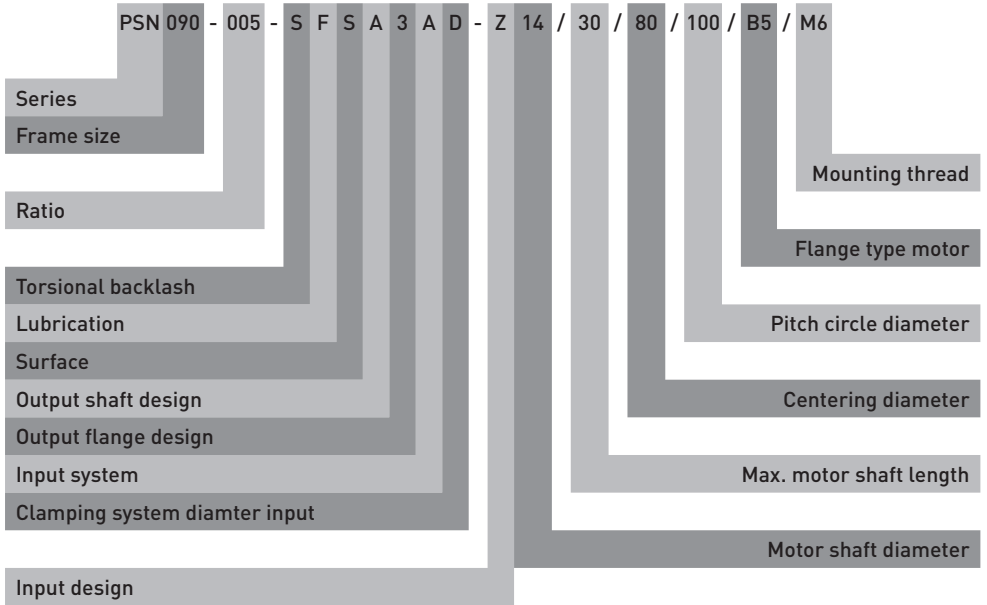 PSN 090 - 005 - S F S A 3 A D - Z 14 / 30 / 80 / 100 / B5 / M6
Series
Frame size
Mounting thread
Ratio
Flange type motor
Torsional backlash
Lubrication
Pitch circle diameter
Surface
Output shaft design
Centering diameter
Output flange design
Input system
Max. motor shaft length
Clamping system diamter input
Motor shaft diameter
Input design